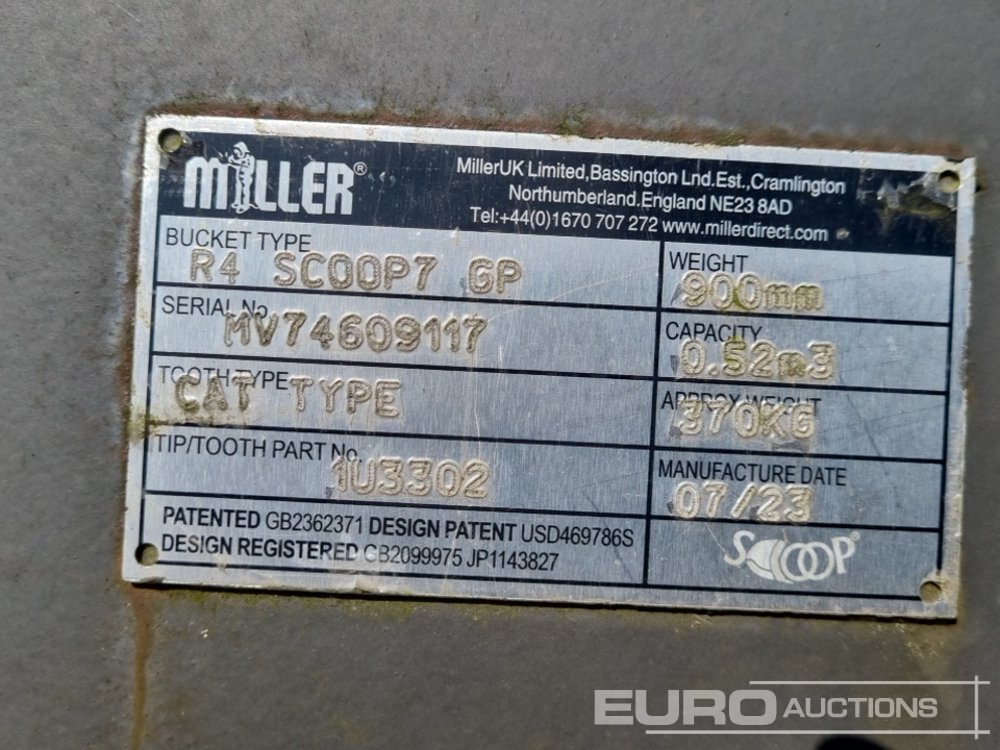 MILLER®
MillerUK Limited,Bassington Lnd.Est.,Cramlington
Northumberland.England NE23 8AD
Tel:+44(0)1670 707 272 www.millerdirect.com
BUCKET TYPE
R4 SCOOP7 GP
WEIGHT
900mm
SERIAL No
MV74609117
CAPACITY
0.52m3
TOOTH TYPE
CAT TYPE
APPROX WEIGHT
370KG
TIP/TOOTH PART No.
1U3302
MANUFACTURE DATE
07/23
PATENTED GB2362371 DESIGN PATENT USD469786S
DESIGN REGISTERED GB2099975 JP1143827
SCOOP®
EURO AUCTIONS